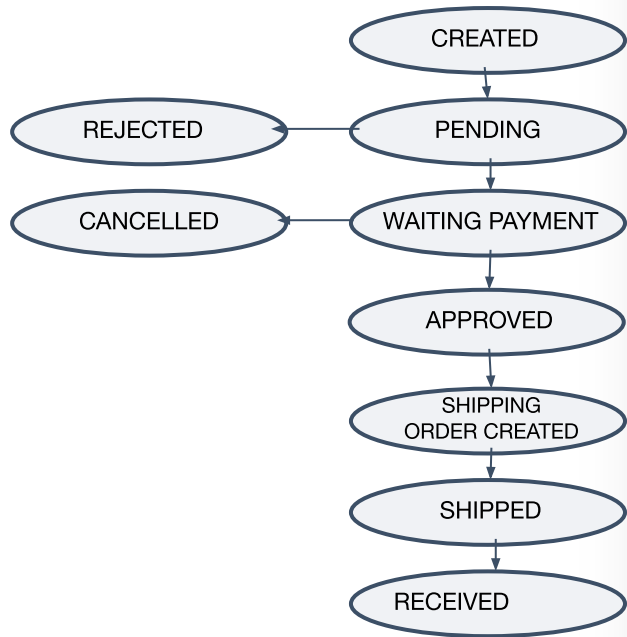 CREATED
REJECTED
PENDING
CANCELLED
WAITING PAYMENT
APPROVED
SHIPPING
ORDER CREATED
SHIPPED
RECEIVED